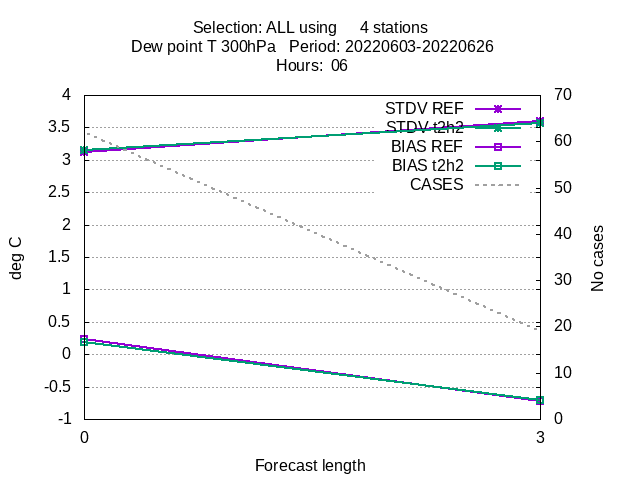 Selection: ALL using 4 stations
Dew point T 300hPa Period: 20220603-20220626
Hours: 06
4
3.5
3
2.5
2
1.5
1
0.5
0
-0.5
-1
70
60
50
40
30
20
10
0
STDV REF
STDV t2h2
BIAS REF
BIAS t2h2
CASES
deg C
No cases
0
3
Forecast length